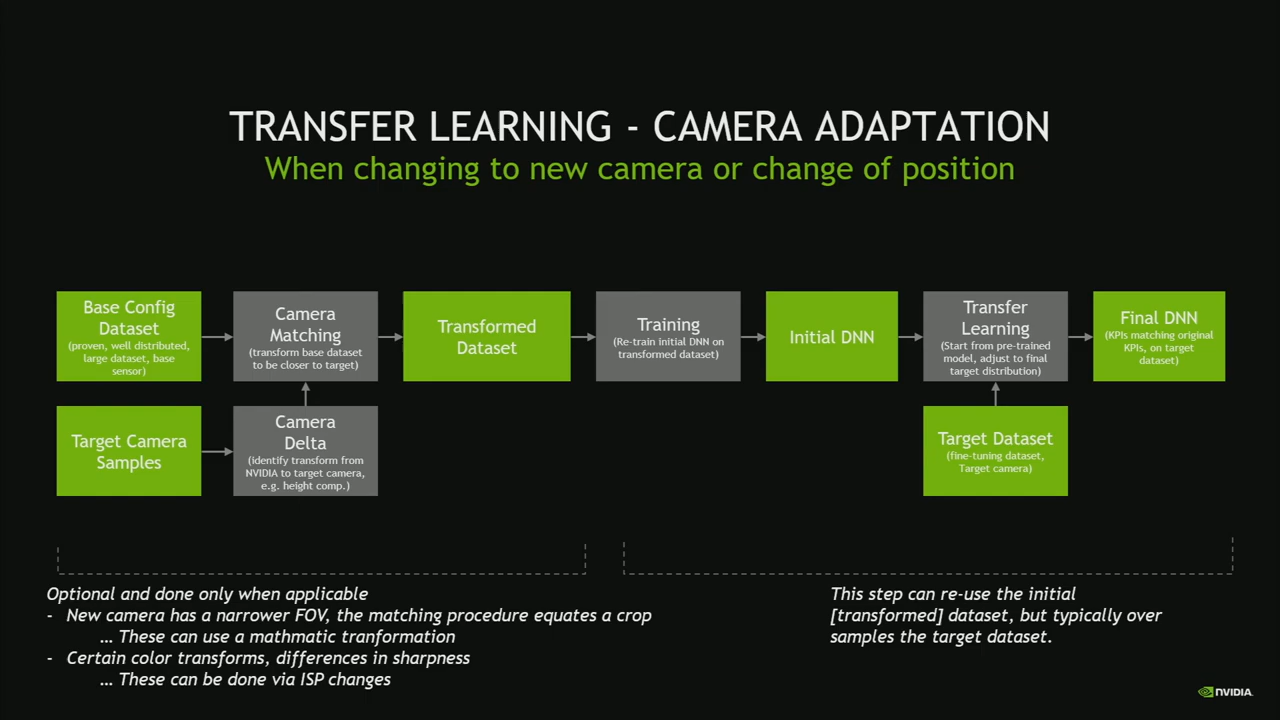 TRANSFER LEARNING - CAMERA ADAPTATION
When changing to new camera or change of position
Base Config
Dataset
(proven, well distributed,
large dataset, base
sensor)
Camera
Matching
(transform base dataset
to be closer to target)
Transformed
Dataset
Training
(Re-train initial DNN on
transformed dataset)
Initial DNN
Transfer
Learning
(Start from pre-trained
model, adjust to final
target distribution)
Final DNN
(KPIs matching original
KPIs, on target
dataset)
Target Camera
Samples
Camera
Delta
(identify transform from
NVIDIA to target camera,
e.g. height comp.)
Target Dataset
(fine-tuning dataset,
Target camera)
Optional and done only when applicable
- New camera has a narrower FOV, the matching procedure equates a crop
... These can use a mathmatic tranformation
- Certain color transforms, differences in sharpness
... These can be done via ISP changes
This step can re-use the initial
[transformed] dataset, but typically over
samples the target dataset.
NVIDIA.